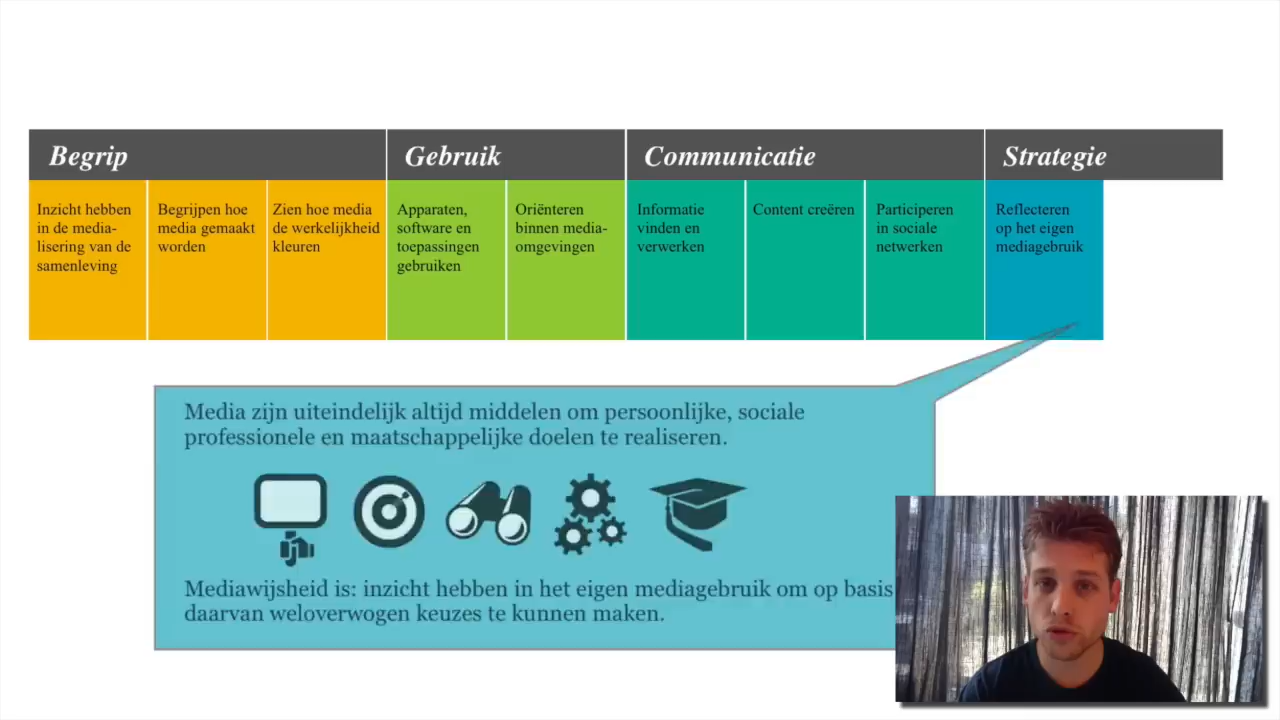 Begrip
Gebruik
Communicatie
Strategie
Inzicht hebben
in de media-
lisering van de
samenleving
Begrijpen hoe
media gemaakt
worden
Zien hoe media
de werkelijkheid
kleuren
Apparaten,
software en
toepassingen
gebruiken
Oriënteren
binnen media-
omgevingen
Informatie
vinden en
verwerken
Content creëren
Participeren
in sociale
netwerken
Reflecteren
op het eigen
mediagebruik
Media zijn uiteindelijk altijd middelen om persoonlijke, sociale
professionele en maatschappelijke doelen te realiseren.
Mediawijsheid is: inzicht hebben in het eigen mediagebruik om op basis
daarvan weloverwogen keuzes te kunnen maken.